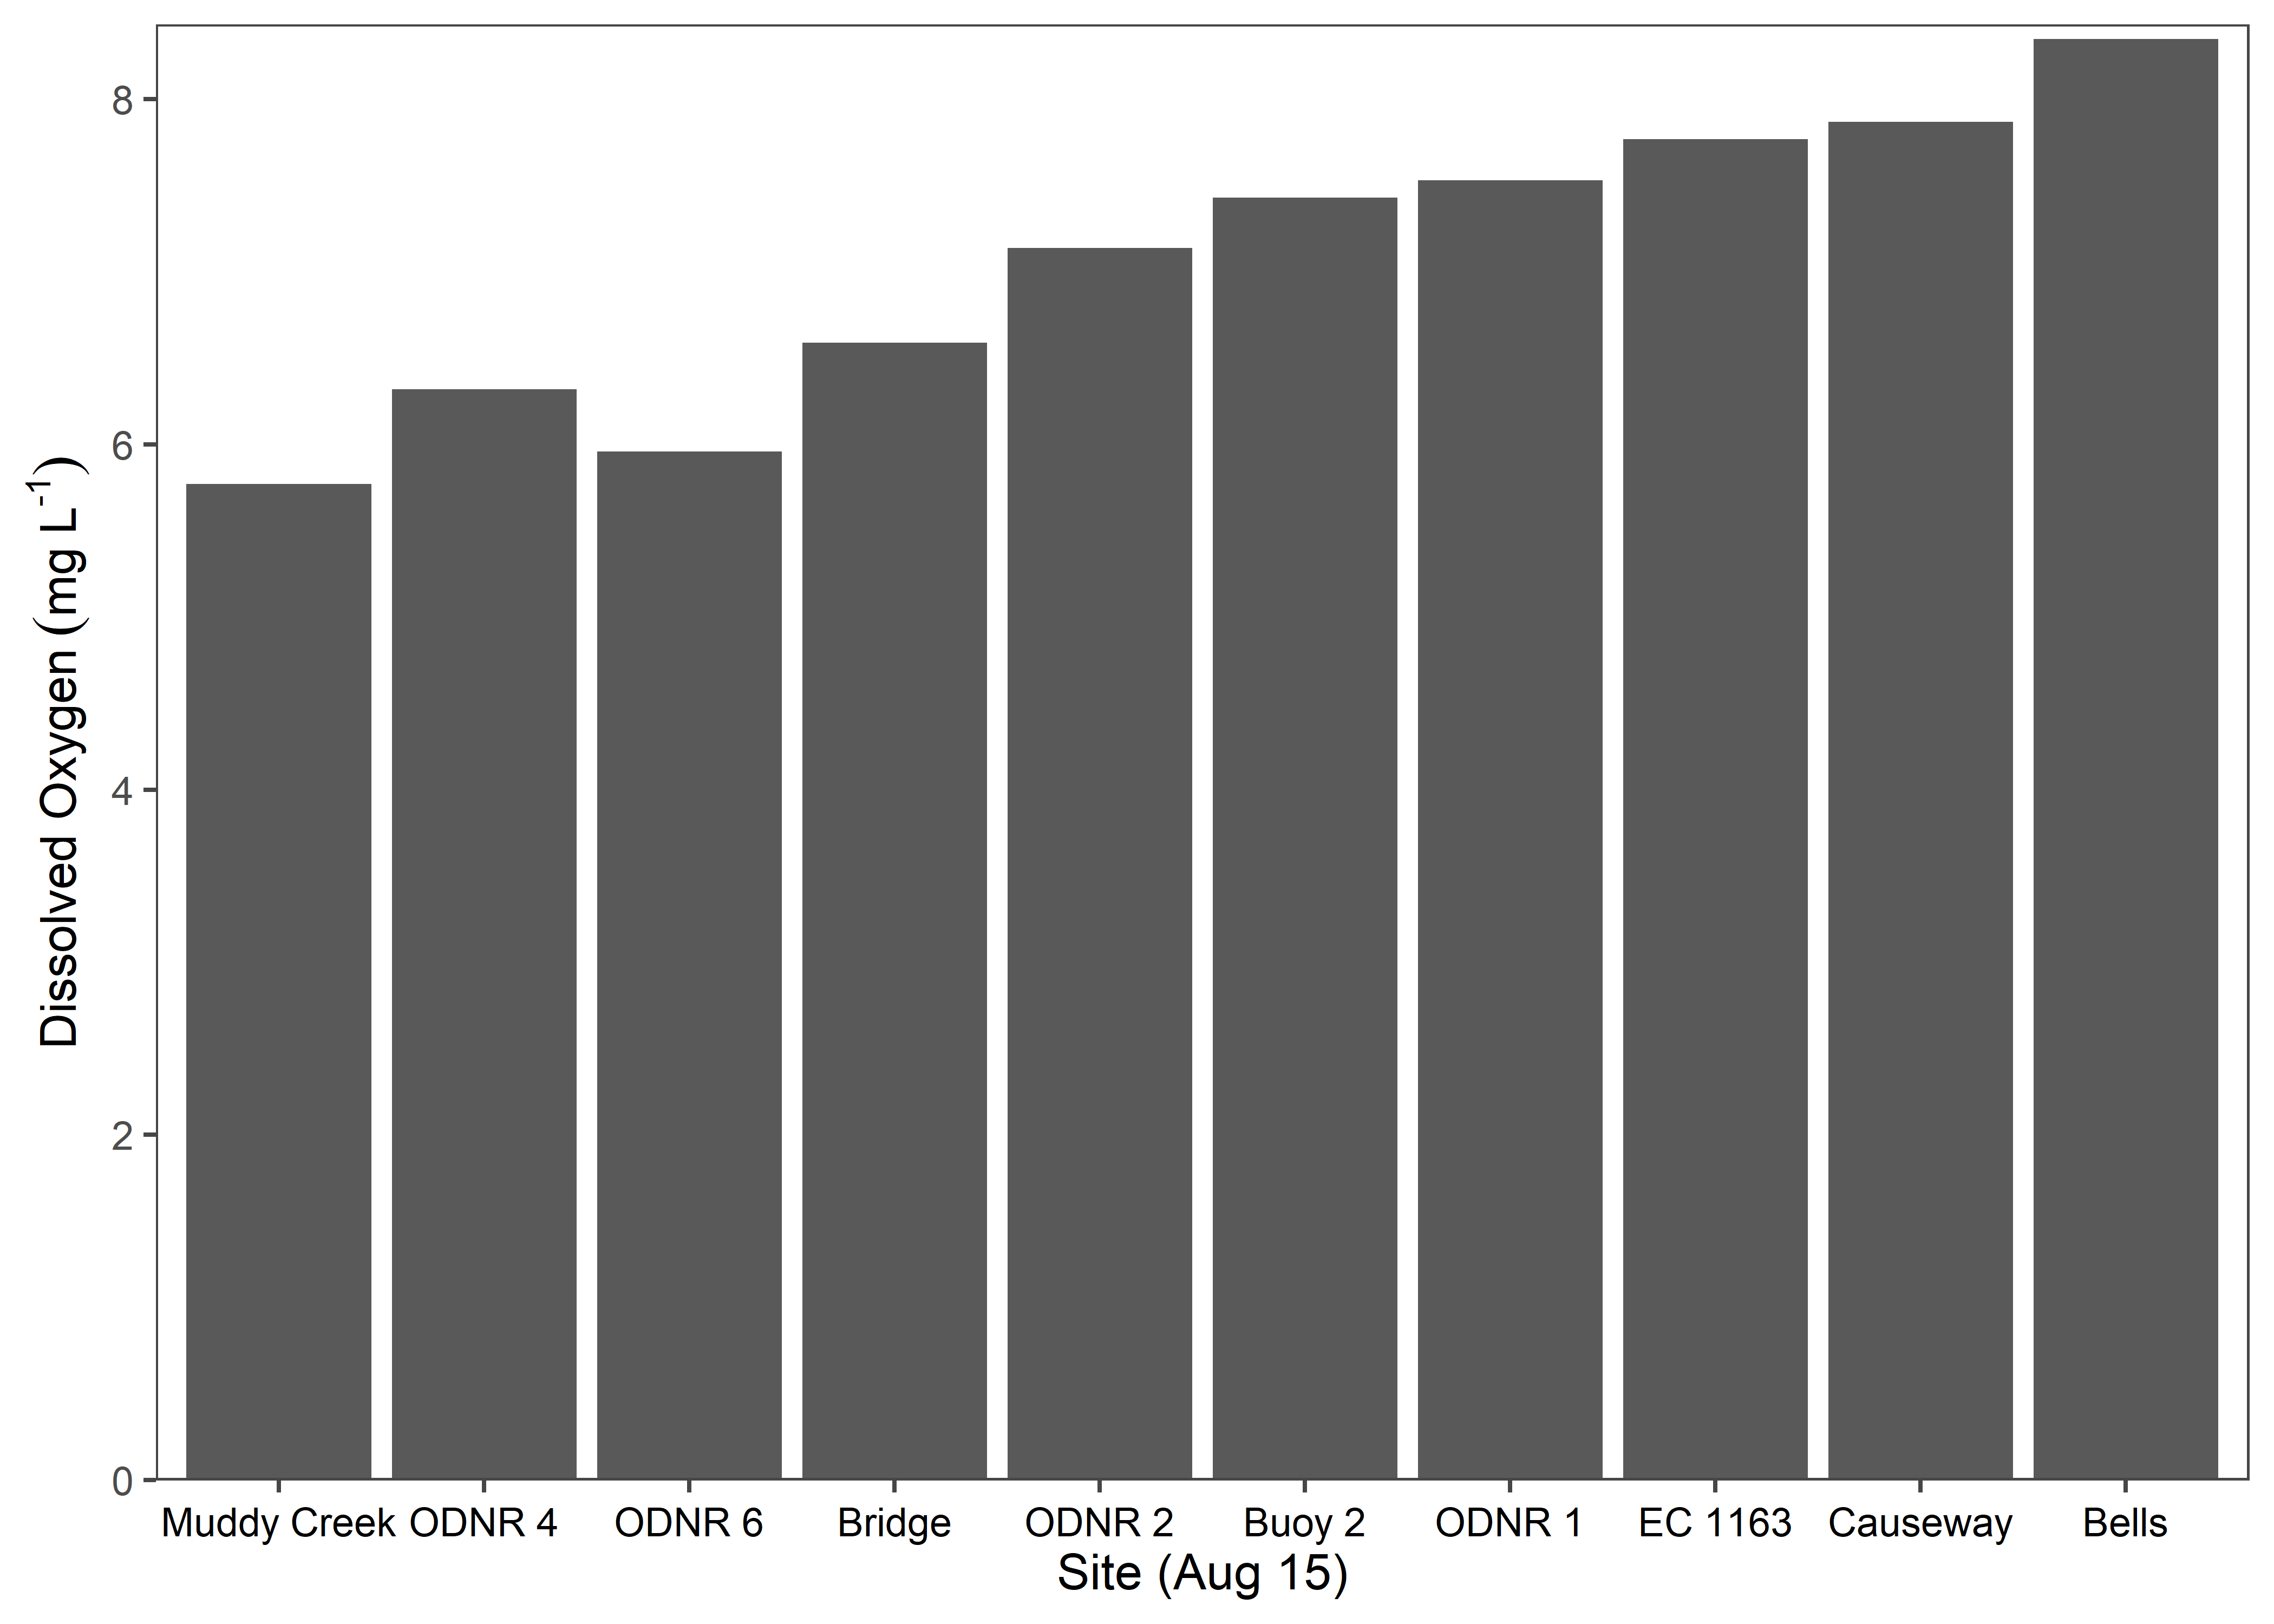 Dissolved Oxygen (mg L-1)
8
6
4
2
0
Muddy Creek ODNR 4 ODNR 6 Bridge ODNR 2 Buoy 2 ODNR 1 EC 1163 Causeway Bells
Site (Aug 15)